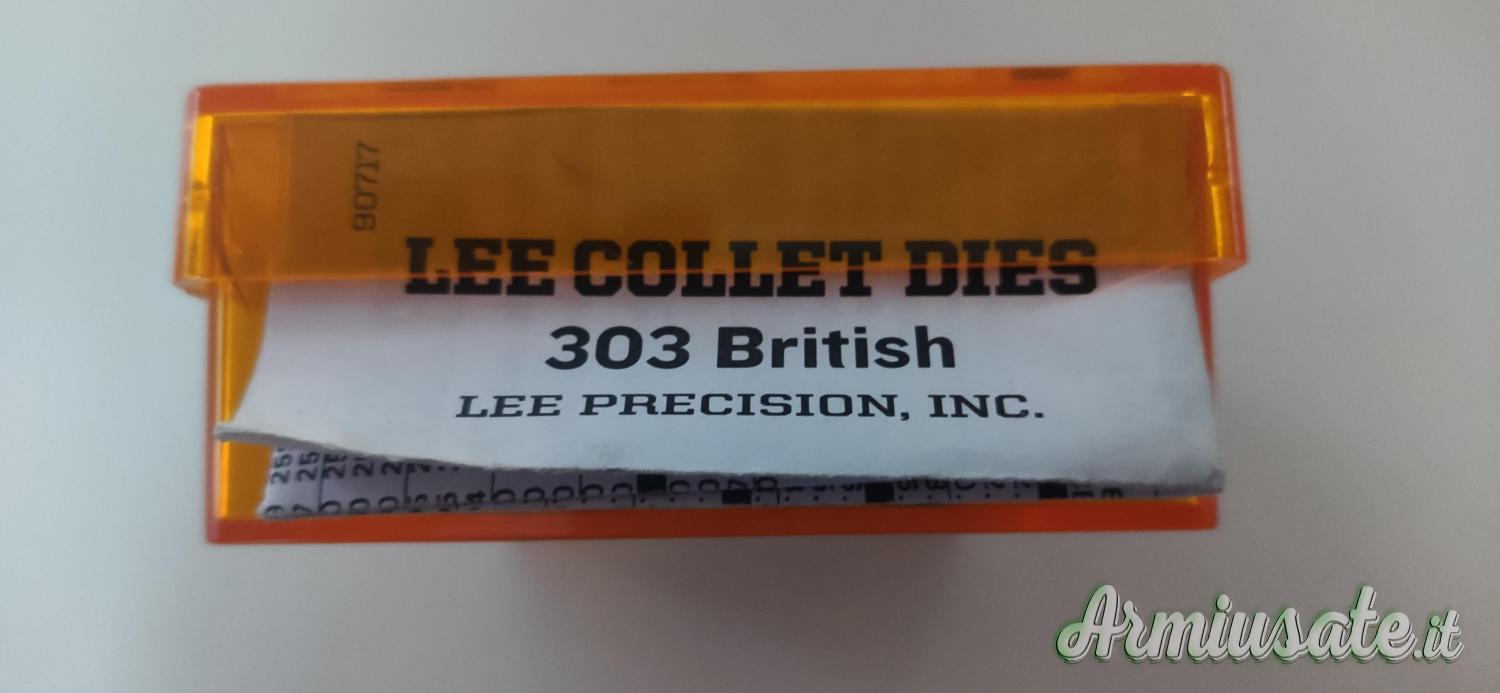 90717
LEE COLLET DIES
303 British
LEE PRECISION, INC.
Armiusate.it